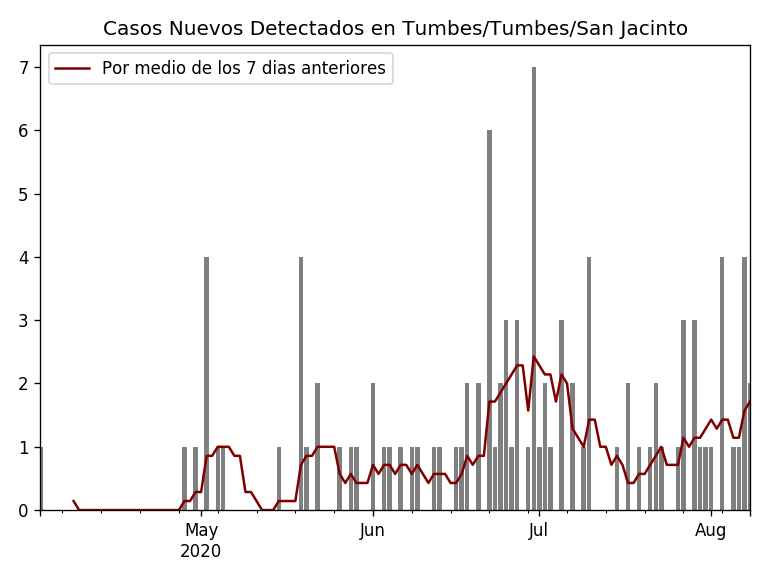 Casos Nuevos Detectados en Tumbes/Tumbes/San Jacinto
Por medio de los 7 dias anteriores
7
6
5
4
3
2
1
0
May
2020
Jun
Jul
Aug